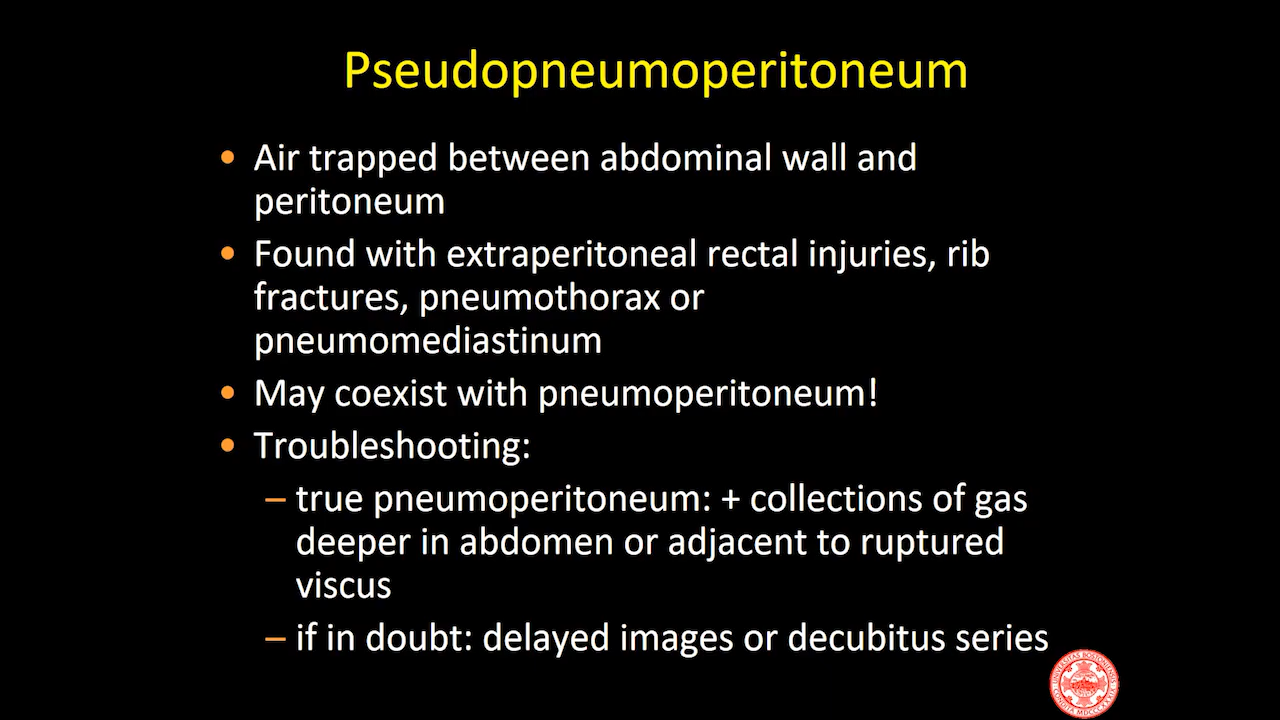 Pseudopneumoperitoneum
• Air trapped between abdominal wall and
peritoneum
• Found with extraperitoneal rectal injuries, rib
fractures, pneumothorax or
pneumomediastinum
• May coexist with pneumoperitoneum!
• Troubleshooting:
– true pneumoperitoneum: + collections of gas
deeper in abdomen or adjacent to ruptured
viscus
– if in doubt: delayed images or decubitus series